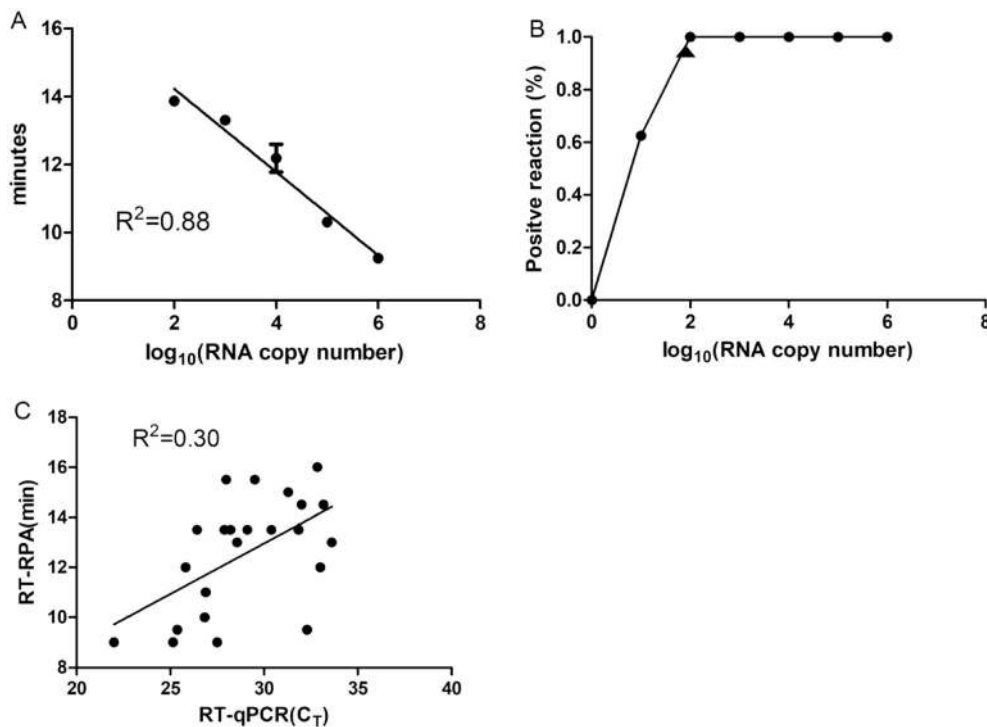 A
16
14
12
10
8
minutes
R²=0.88
0 2 4 6 8
log₁₀(RNA copy number)
B
1.0
0.8
0.6
0.4
0.2
0.0
Positve reaction (%)
0 2 4 6 8
log₁₀(RNA copy number)
C
18
16
14
12
10
8
RT-RPA(min)
R²=0.30
20 25 30 35 40
RT-qPCR(C_T)